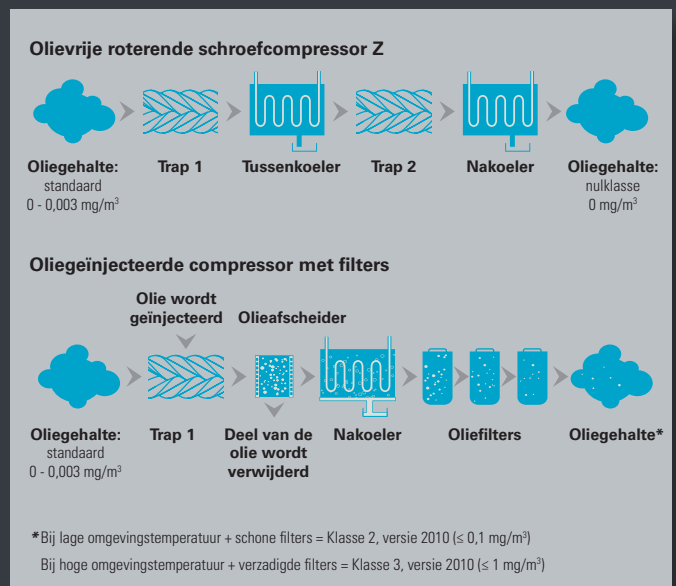 Olievrije roterende schroefcompressor Z
Oliegehalte:
standaard
0 - 0,003 mg/m³
Trap 1
Tussenkoeler
Trap 2
Nakoeler
Oliegehalte:
nulklasse
0 mg/m³
Oliegeïnjecteerde compressor met filters
Olie wordt
geïnjecteerd
Olieafscheider
Oliegehalte:
standaard
0 - 0,003 mg/m³
Trap 1
Deel van de
olie wordt
verwijderd
Nakoeler
Oliefilters
Oliegehalte*
*Bij lage omgevingstemperatuur + schone filters = Klasse 2, versie 2010 (≤ 0,1 mg/m³)
Bij hoge omgevingstemperatuur + verzadigde filters = Klasse 3, versie 2010 (≤ 1 mg/m³)